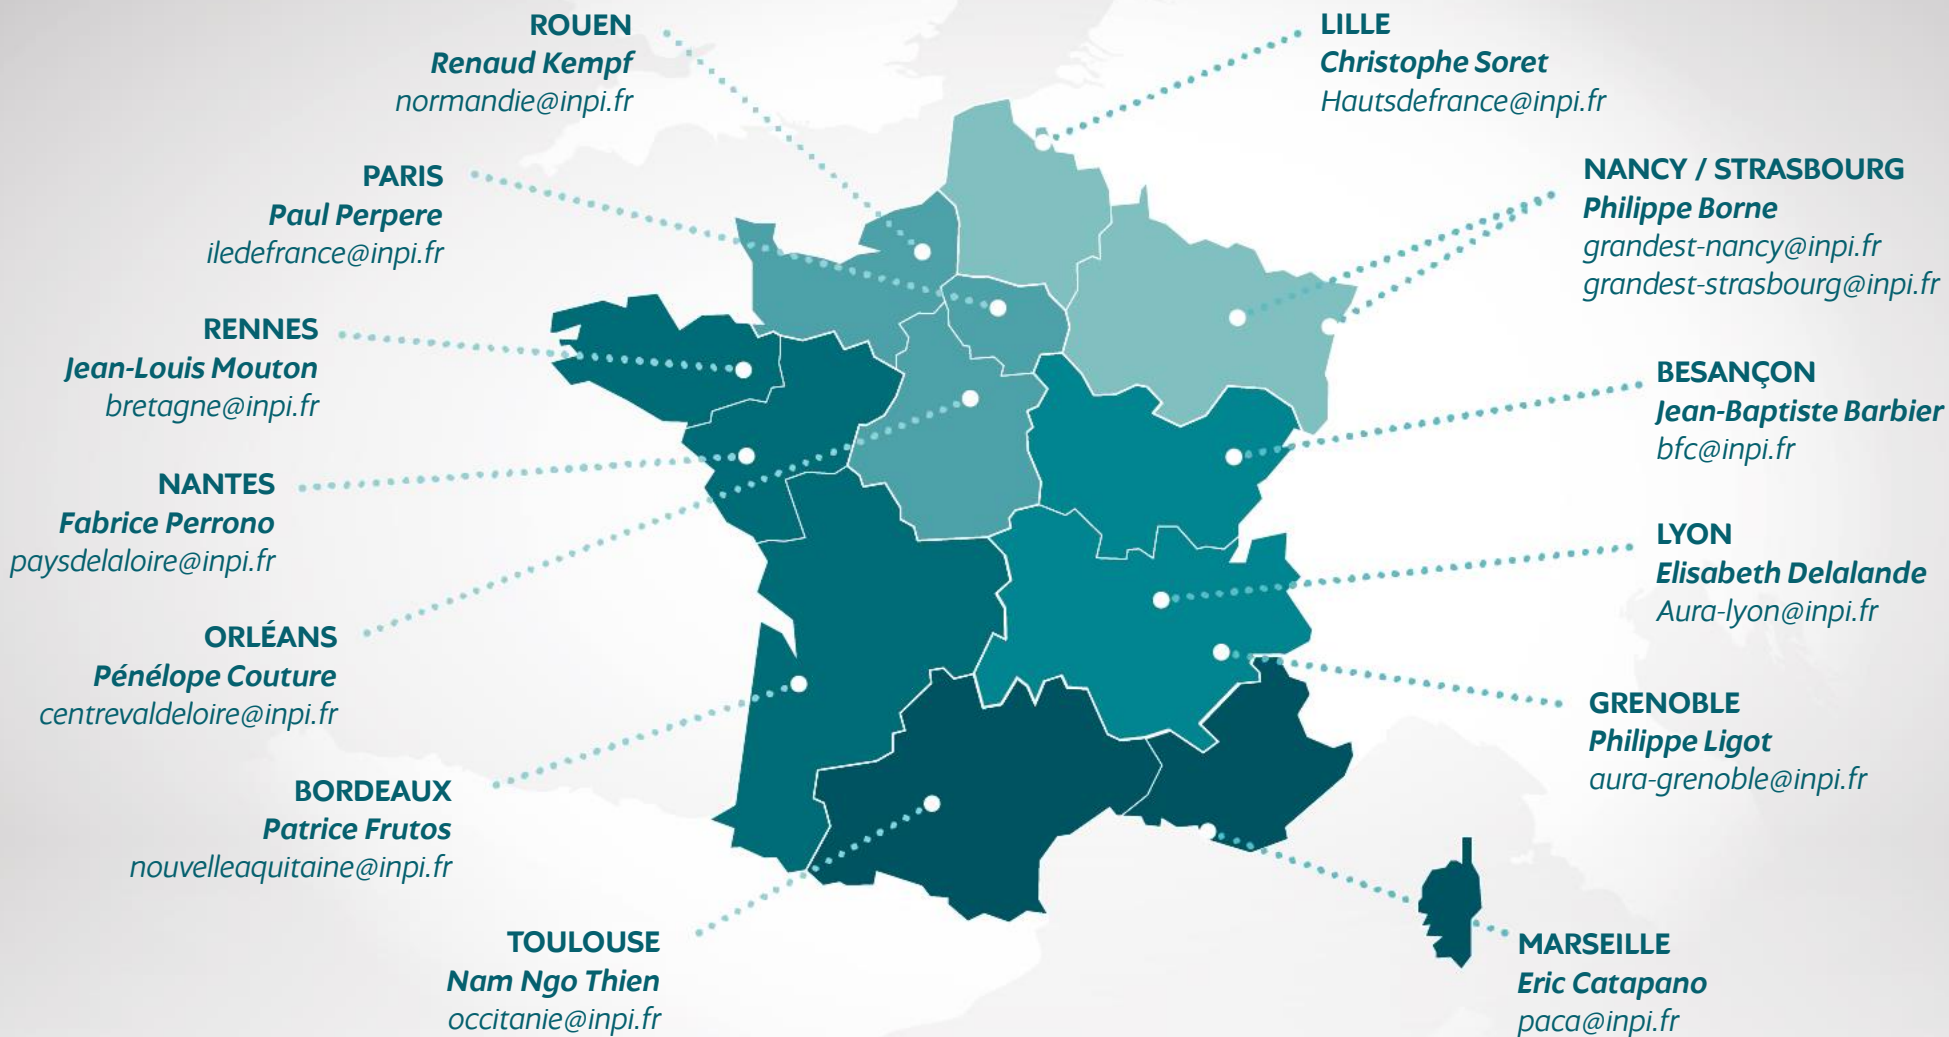 ROUEN
Renaud Kempf
normandie@inpi.fr
PARIS
Paul Perpere
iledefrance@inpi.fr
RENNES
Jean-Louis Mouton
bretagne@inpi.fr
NANTES
Fabrice Perrono
paysdelaloire@inpi.fr
ORLÉANS
Pénélope Couture
centrevaldeloire@inpi.fr
BORDEAUX
Patrice Frutos
nouvelleaquitaine@inpi.fr
TOULOUSE
Nam Ngo Thien
occitanie@inpi.fr
LILLE
Christophe Soret
Hautsdefrance@inpi.fr
NANCY / STRASBOURG
Philippe Borne
grandest-nancy@inpi.fr
grandest-strasbourg@inpi.fr
BESANÇON
Jean-Baptiste Barbier
bfc@inpi.fr
LYON
Elisabeth Delalande
Aura-lyon@inpi.fr
GRENOBLE
Philippe Ligot
aura-grenoble@inpi.fr
MARSEILLE
Eric Catapano
paca@inpi.fr